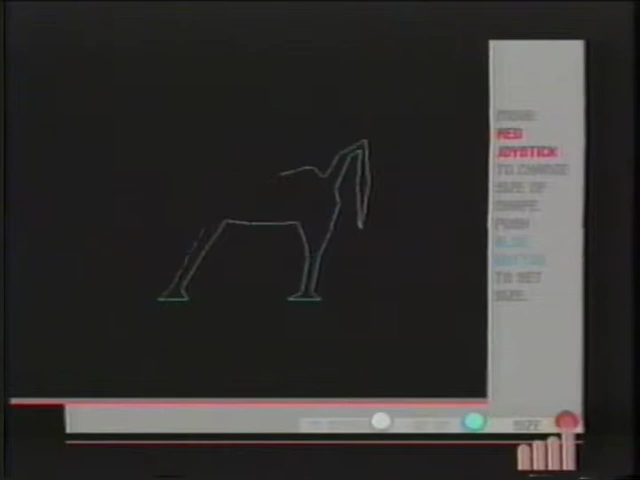 MOVE
RED
JOYSTICK
TO CHANGE
SIZE OF
SHAPE.
PUSH
BLUE
BUTTON
TO SET
SIZE.
SIZE